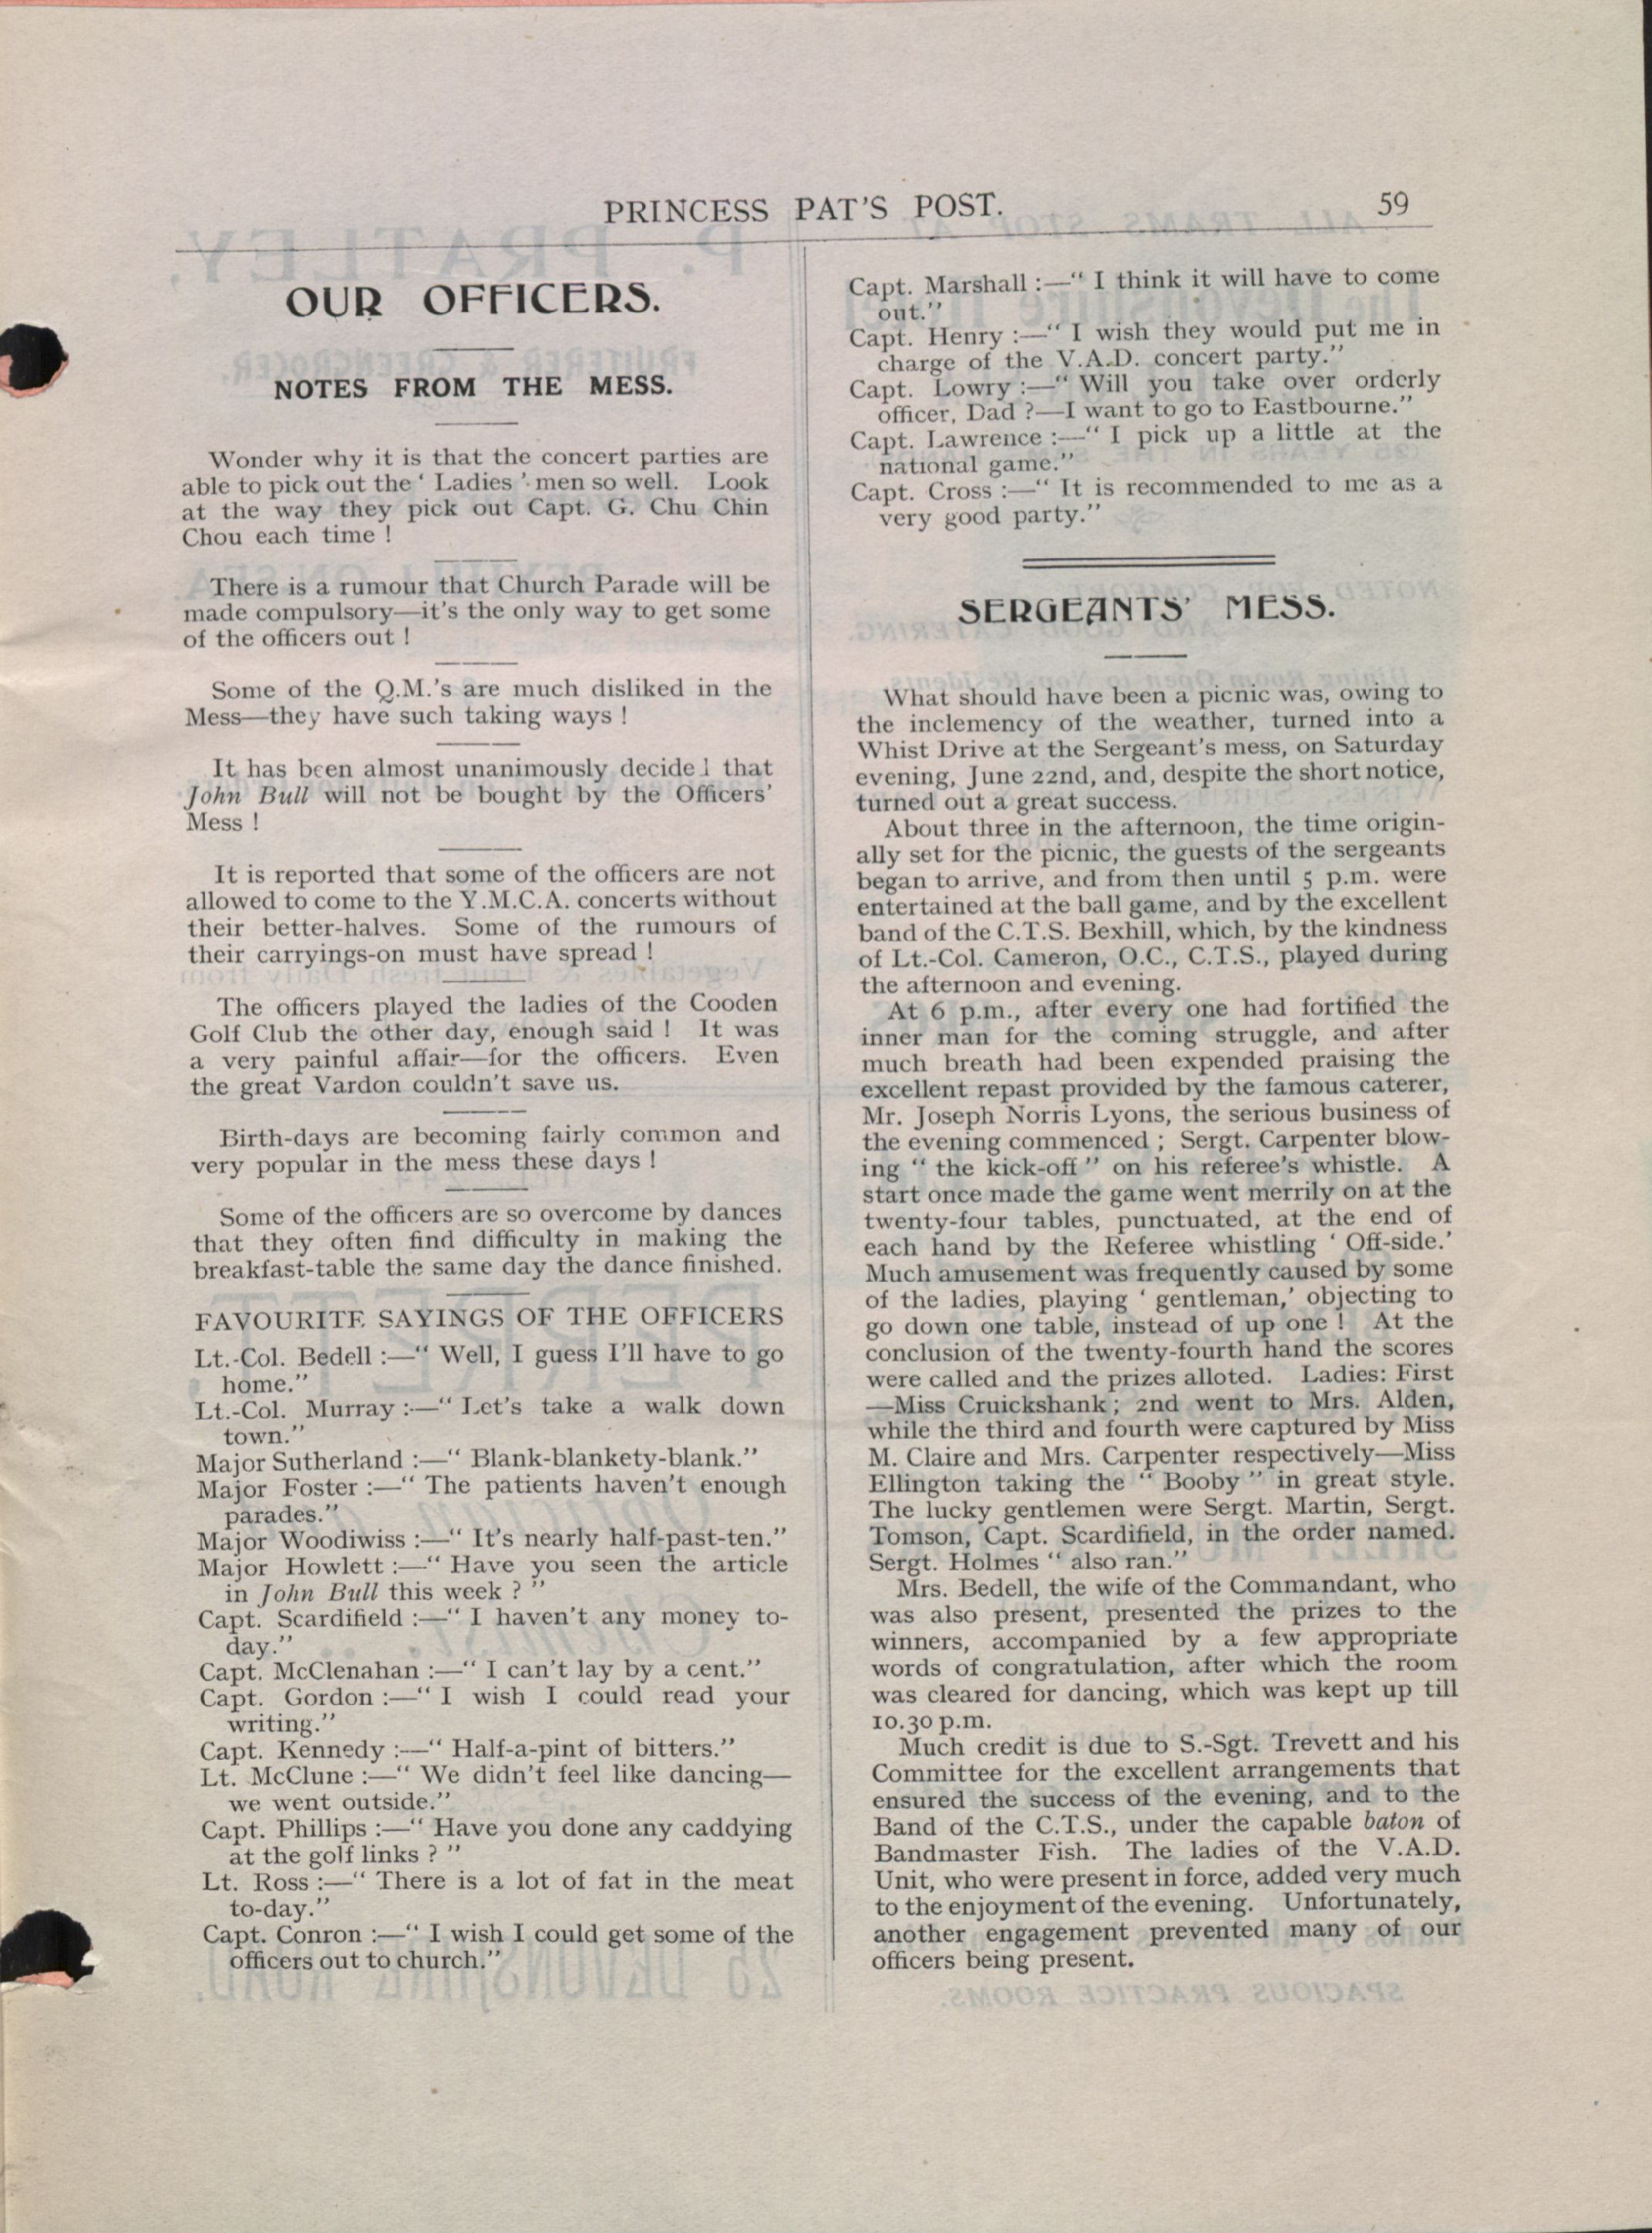 PRINCESS PAT'S POST.
59
OUR OFFICERS.
NOTES FROM THE MESS.
Wonder why it is that the concert parties are
able to pick out the ' Ladies ' men so well. Look
at the way they pick out Capt. G. Chu Chin
Chou each time !
There is a rumour that Church Parade will be
made compulsory—it's the only way to get some
of the officers out !
Some of the Q.M.'s are much disliked in the
Mess—they have such taking ways !
It has been almost unanimously decided that
John Bull will not be bought by the Officers'
Mess !
It is reported that some of the officers are not
allowed to come to the Y.M.C.A. concerts without
their better-halves. Some of the rumours of
their carryings-on must have spread !
The officers played the ladies of the Cooden
Golf Club the other day, enough said ! It was
a very painful affair—for the officers. Even
the great Vardon couldn't save us.
Birth-days are becoming fairly common and
very popular in the mess these days !
Some of the officers are so overcome by dances
that they often find difficulty in making the
breakfast-table the same day the dance finished.
FAVOURITE SAYINGS OF THE OFFICERS
Lt.-Col. Bedell :—" Well, I guess I'll have to go
home."
Lt.-Col. Murray :—" Let's take a walk down
town."
Major Sutherland :—" Blank-blankety-blank."
Major Foster :—" The patients haven't enough
parades."
Major Woodiwiss :—" It's nearly half-past-ten."
Major Howlett :—" Have you seen the article
in John Bull this week ? "
Capt. Scardifield :—" I haven't any money to-
day."
Capt. McClenahan :—" I can't lay by a cent."
Capt. Gordon :—" I wish I could read your
writing."
Capt. Kennedy :—" Half-a-pint of bitters."
Lt. McClune :—" We didn't feel like dancing—
we went outside."
Capt. Phillips :—" Have you done any caddying
at the golf links ? "
Lt. Ross :—" There is a lot of fat in the meat
to-day."
Capt. Conron :—" I wish I could get some of the
officers out to church."
Capt. Marshall :—" I think it will have to come
out."
Capt. Henry :—" I wish they would put me in
charge of the V.A.D. concert party."
Capt. Lowry :—" Will you take over orderly
officer, Dad ?—I want to go to Eastbourne."
Capt. Lawrence :—" I pick up a little at the
national game."
Capt. Cross :—" It is recommended to me as a
very good party."
SERGEANTS' MESS.
What should have been a picnic was, owing to
the inclemency of the weather, turned into a
Whist Drive at the Sergeant's mess, on Saturday
evening, June 22nd, and, despite the short notice,
turned out a great success.
About three in the afternoon, the time origin-
ally set for the picnic, the guests of the sergeants
began to arrive, and from then until 5 p.m. were
entertained at the ball game, and by the excellent
band of the C.T.S. Bexhill, which, by the kindness
of Lt.-Col. Cameron, O.C., C.T.S., played during
the afternoon and evening.
At 6 p.m., after every one had fortified the
inner man for the coming struggle, and after
much breath had been expended praising the
excellent repast provided by the famous caterer,
Mr. Joseph Norris Lyons, the serious business of
the evening commenced ; Sergt. Carpenter blow-
ing " the kick-off " on his referee's whistle. A
start once made the game went merrily on at the
twenty-four tables, punctuated, at the end of
each hand by the Referee whistling ' Off-side.'
Much amusement was frequently caused by some
of the ladies, playing ' gentleman,' objecting to
go down one table, instead of up one ! At the
conclusion of the twenty-fourth hand the scores
were called and the prizes alloted. Ladies: First
—Miss Cruickshank ; 2nd went to Mrs. Alden,
while the third and fourth were captured by Miss
M. Claire and Mrs. Carpenter respectively—Miss
Ellington taking the " Booby " in great style.
The lucky gentlemen were Sergt. Martin, Sergt.
Tomson, Capt. Scardifield, in the order named.
Sergt. Holmes " also ran."
Mrs. Bedell, the wife of the Commandant, who
was also present, presented the prizes to the
winners, accompanied by a few appropriate
words of congratulation, after which the room
was cleared for dancing, which was kept up till
10.30 p.m.
Much credit is due to S.-Sgt. Trevett and his
Committee for the excellent arrangements that
ensured the success of the evening, and to the
Band of the C.T.S., under the capable baton of
Bandmaster Fish. The ladies of the V.A.D.
Unit, who were present in force, added very much
to the enjoyment of the evening. Unfortunately,
another engagement prevented many of our
officers being present.